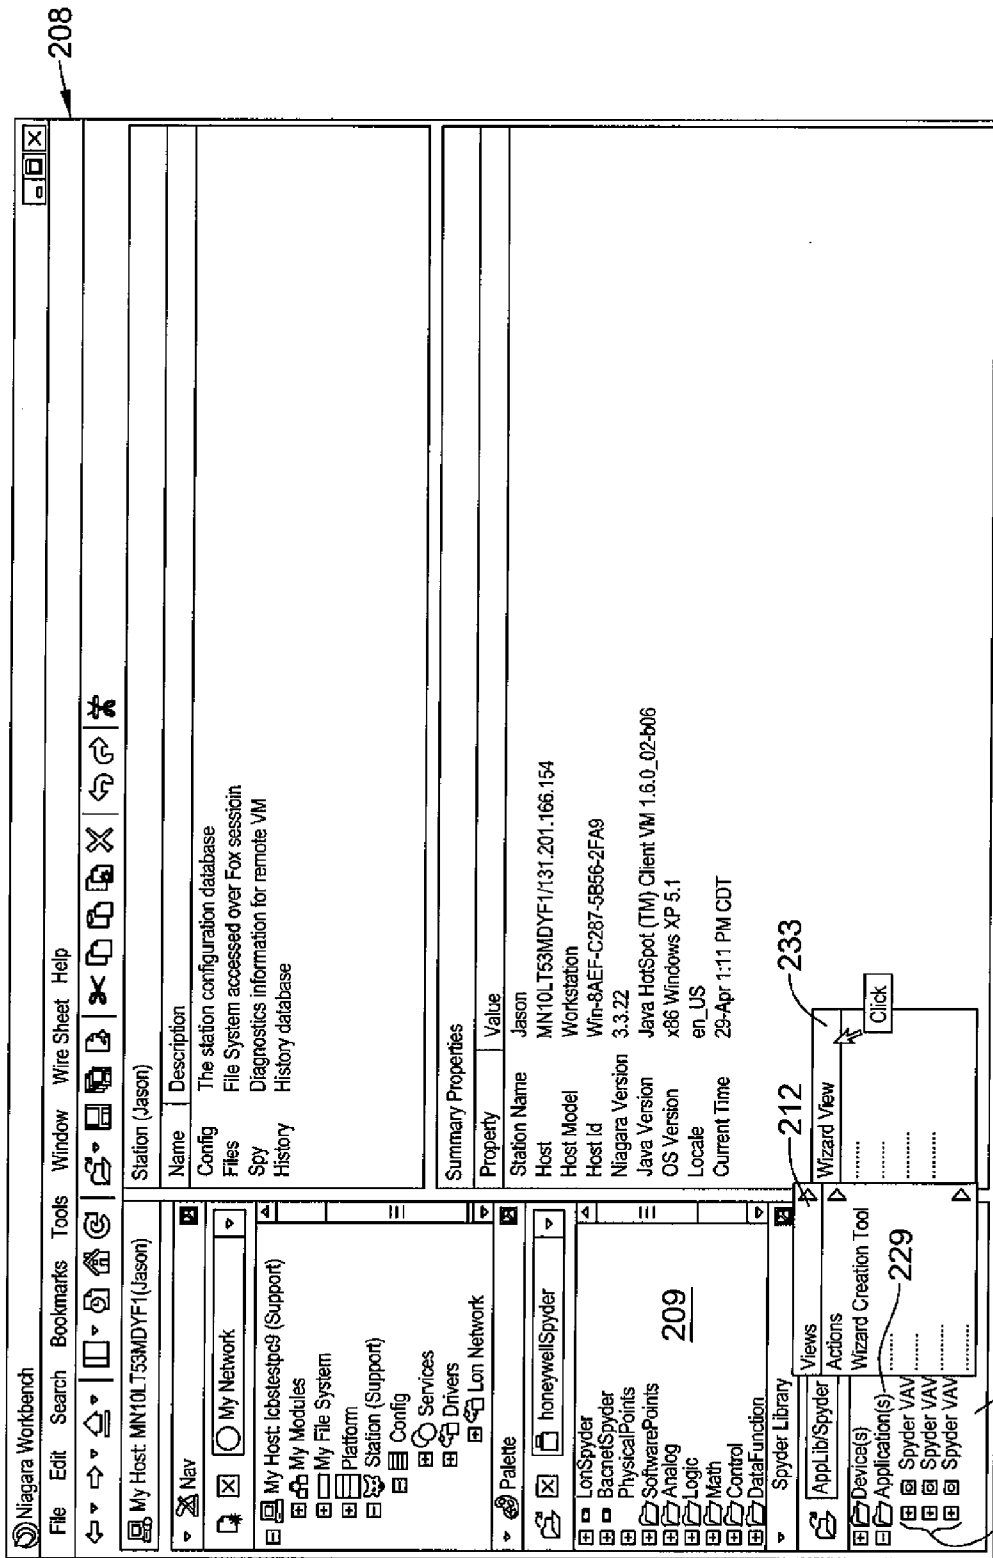 208
Niagara Workbench
File Edit Search Bookmarks Tools Window Wire Sheet Help
My Host: MN10LT53MDYF1(Jason)
Nav
My Network
My Host: lcbstestpc9 (Support)
My Modules
My File System
Platform
Station (Support)
Config
Services
Drivers
Lon Network
Palette
honeywellSpyder
LonSpyder
BacnetSpyder
PhysicalPoints
SoftwarePoints
Analog
Logic
Math
Control
DataFunction
209
Spyder Library
AppLib/Spyder
Device(s)
Application(s)
Spyder VAV
Spyder VAV
Spyder VAV
Station (Jason)
Name Description
Config The station configuration database
Files File System accessed over Fox sessioin
Spy Diagnostics information for remote VM
History History database
Summary Properties
Property Value
Station Name Jason
Host MN10LT53MDYF1/131.201.166.154
Host Model Workstation
Host Id Win-8AEF-C287-5B56-2FA9
Niagara Version 3.3.22
Java Version Java HotSpot (TM) Client VM 1.6.0_02-b06
OS Version x86 Windows XP 5.1
Locale en_US
Current Time 29-Apr 1:11 PM CDT
212
Views
Actions
Wizard Creation Tool
229
Wizard View
233
Click